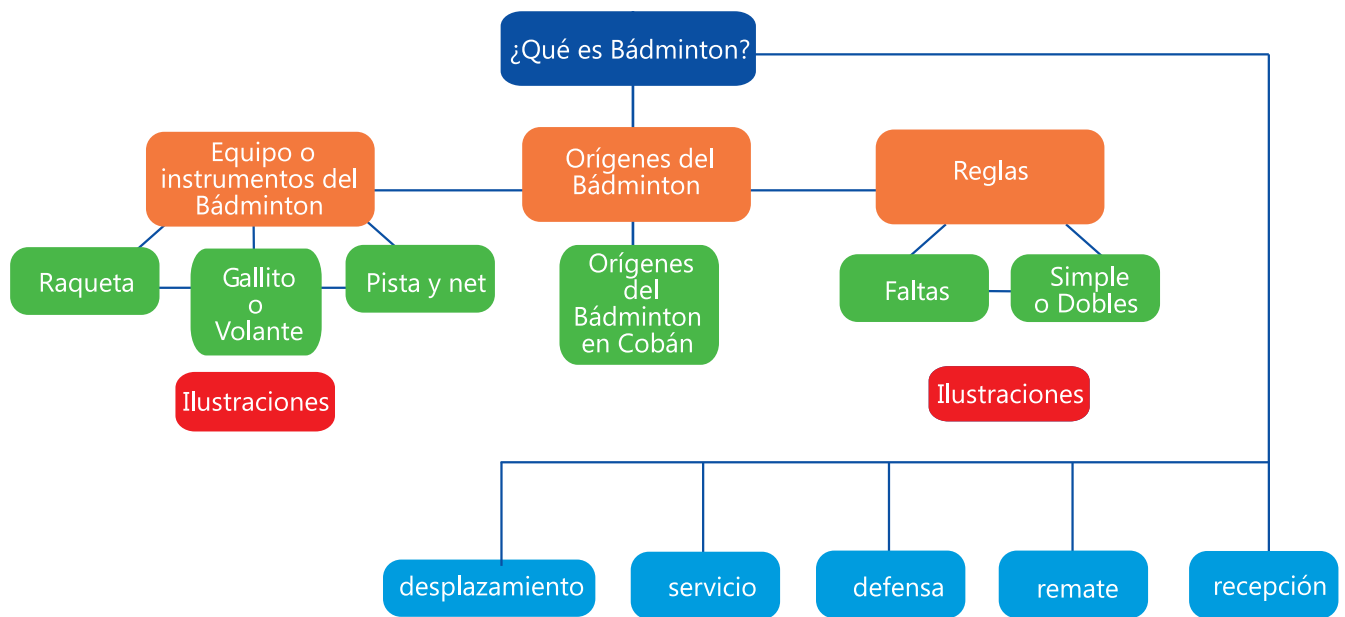 ¿Qué es Bádminton?
Equipo o
instrumentos del
Bádminton
Orígenes del
Bádminton
Reglas
Raqueta
Gallito
o
Volante
Pista y net
Orígenes
del
Bádminton
en Cobán
Faltas
Simple
o Dobles
Ilustraciones
Ilustraciones
desplazamiento
servicio
defensa
remate
recepción